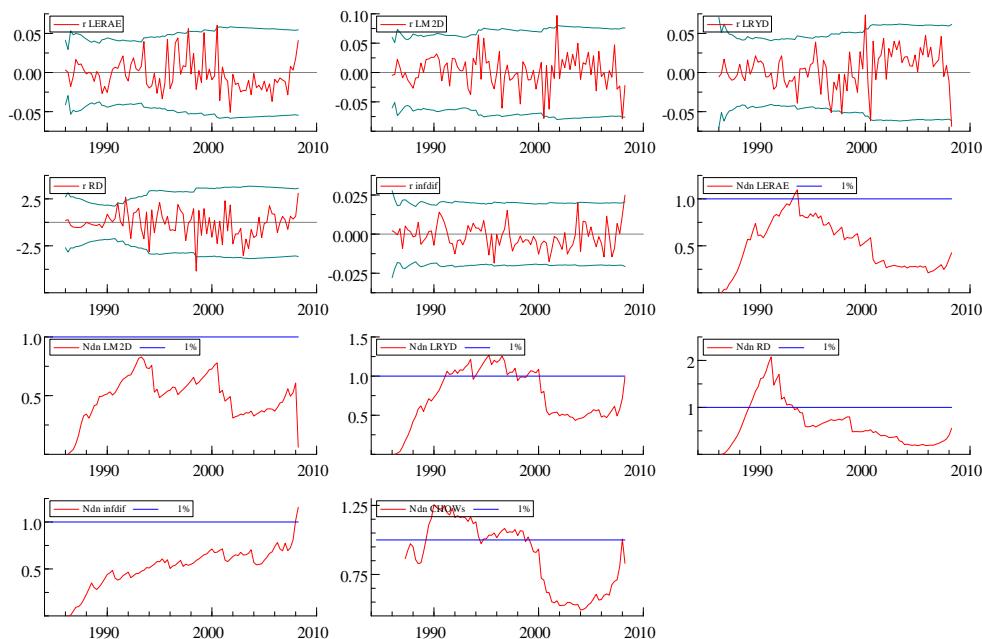 r LERAE
0.05
0.00
-0.05
1990 2000 2010
r LM2D
0.10
0.05
0.00
-0.05
1990 2000 2010
r LRYD
0.05
0.00
-0.05
1990 2000 2010
r RD
2.5
-2.5
1990 2000 2010
r infdif
0.025
0.000
-0.025
1990 2000 2010
Ndn LERAE 1%
1.0
0.5
1990 2000 2010
1.0
Ndn LM2D 1%
0.5
1990 2000 2010
1.5
Ndn LRYD 1%
1.0
0.5
1990 2000 2010
Ndn RD 1%
2
1
1990 2000 2010
Ndn infdif 1%
1.0
0.5
1990 2000 2010
Ndn CHOWs 1%
1.25
0.75
1990 2000 2010